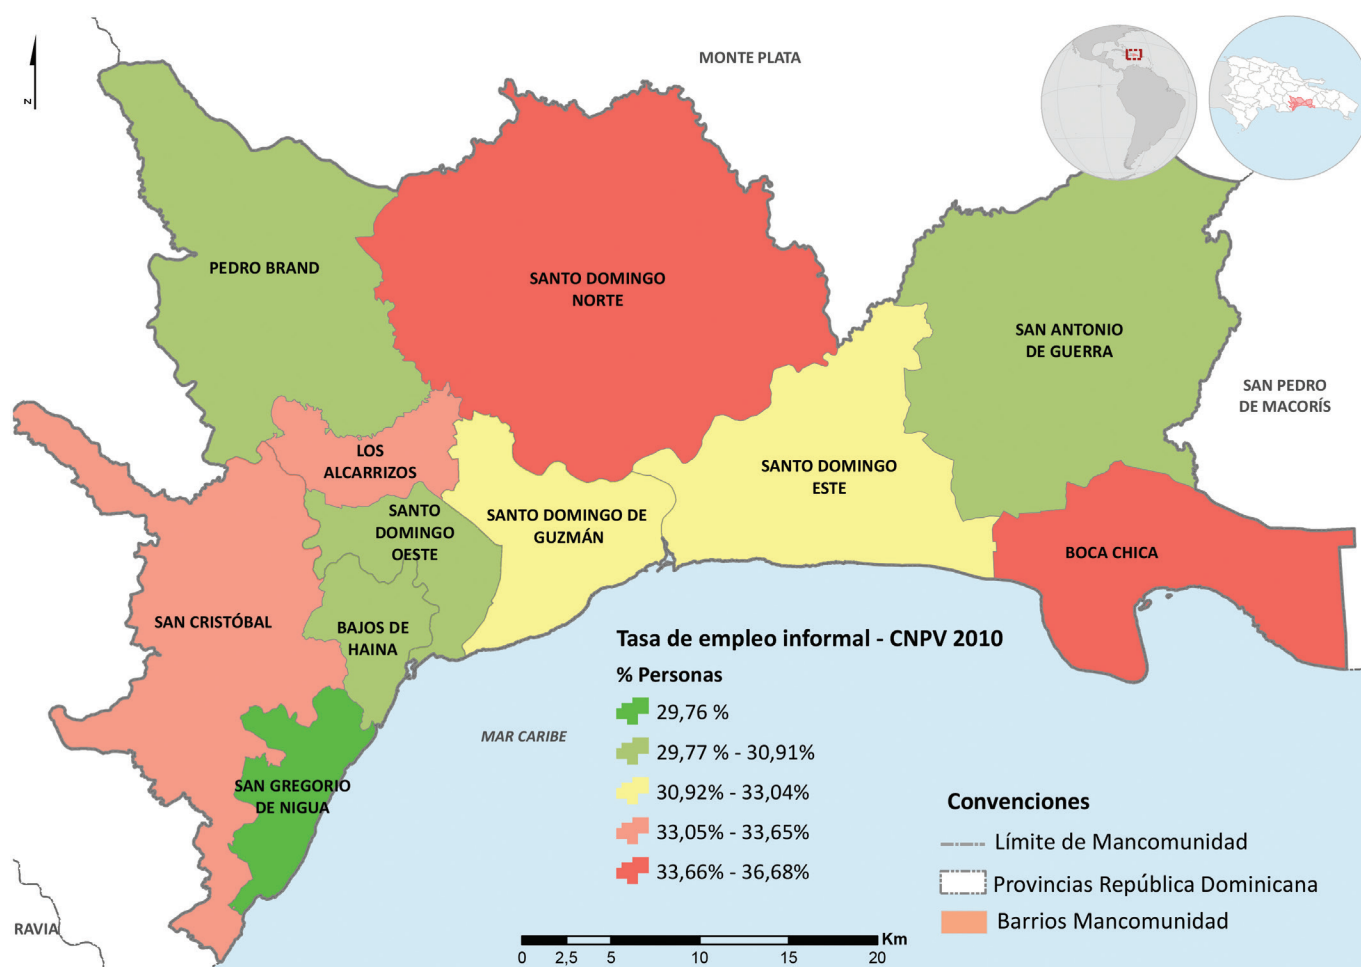 MONTE PLATA
z
PEDRO BRAND
SANTO DOMINGO
NORTE
SAN ANTONIO
DE GUERRA
SAN PEDRO
DE MACORÍS
LOS
ALCARRIZOS
SANTO DOMINGO
ESTE
SANTO
DOMINGO
OESTE
SANTO DOMINGO DE
GUZMÁN
BOCA CHICA
SAN CRISTÓBAL
BAJOS DE
HAINA
SAN GREGORIO
DE NIGUA
MAR CARIBE
RAVIA
Tasa de empleo informal - CNPV 2010
% Personas
29,76 %
29,77 % - 30,91%
30,92% - 33,04%
33,05% - 33,65%
33,66% - 36,68%
Convenciones
Límite de Mancomunidad
Provincias República Dominicana
Barrios Mancomunidad
Km
0 2,5 5 10 15 20